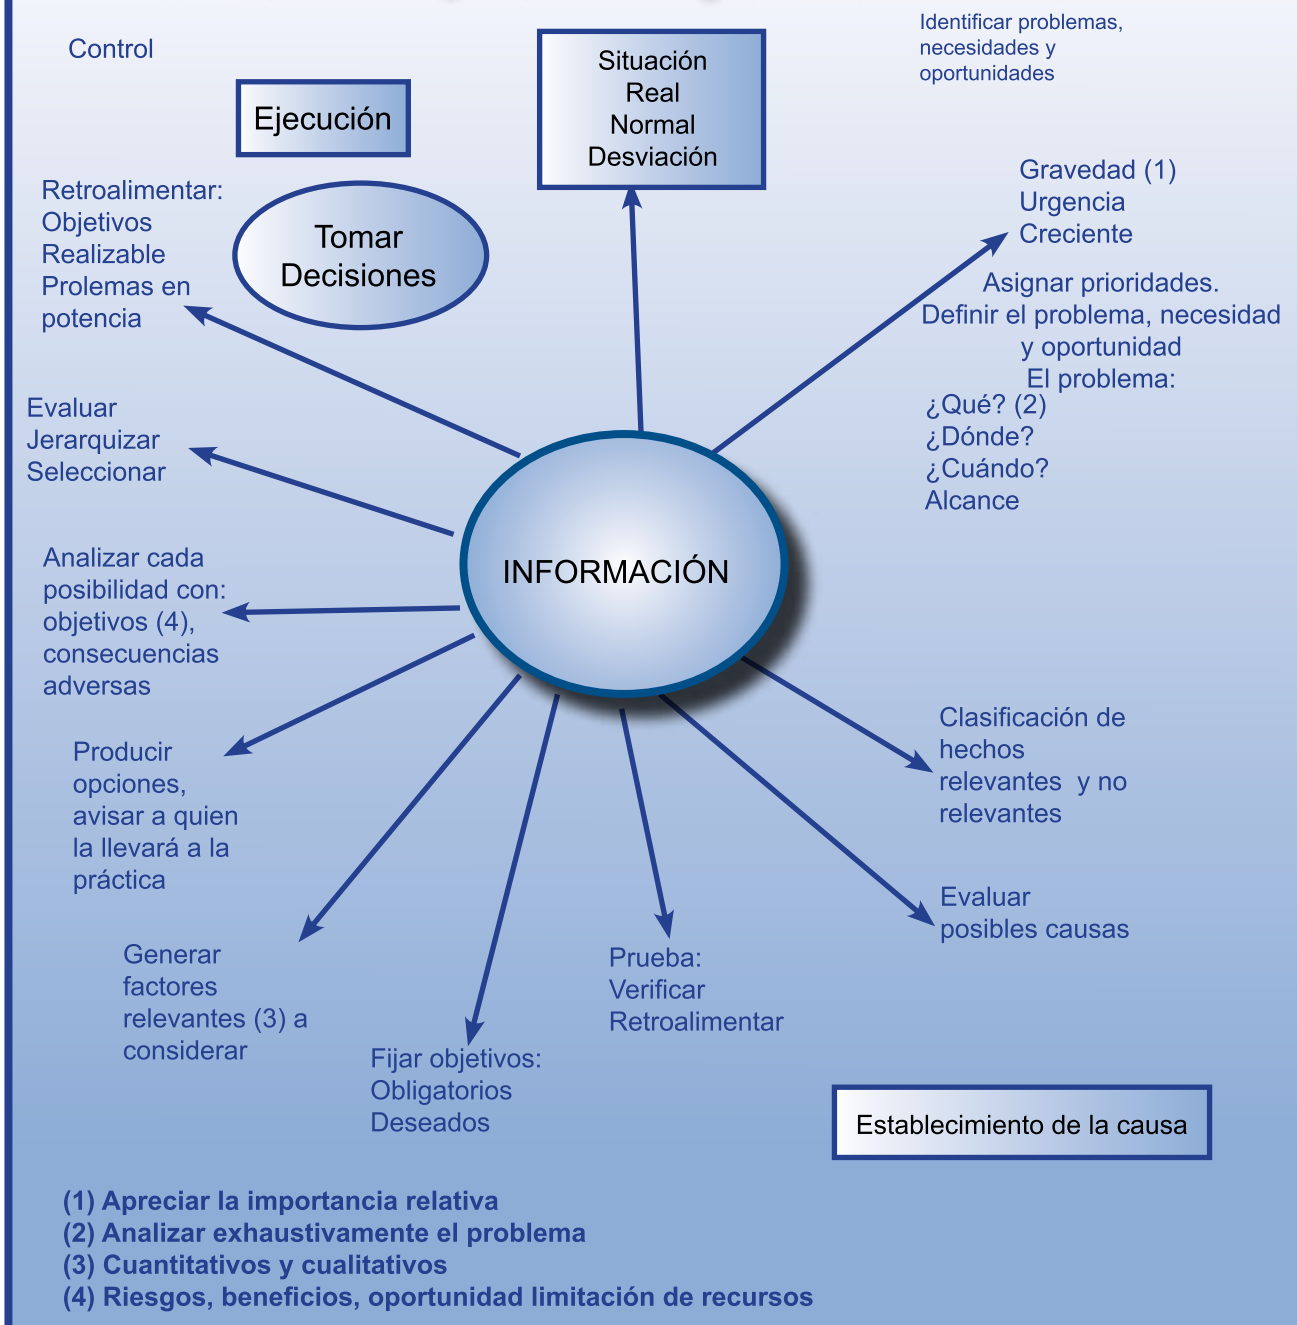 Control
Ejecución
Situación
Real
Normal
Desviación
Identificar problemas,
necesidades y
oportunidades
Retroalimentar:
Objetivos
Realizable
Prolemas en
potencia
Tomar
Decisiones
Gravedad (1)
Urgencia
Creciente
Asignar prioridades.
Definir el problema, necesidad
y oportunidad
El problema:
¿Qué? (2)
¿Dónde?
¿Cuándo?
Alcance
Evaluar
Jerarquizar
Seleccionar
INFORMACIÓN
Analizar cada
posibilidad con:
objetivos (4),
consecuencias
adversas
Producir
opciones,
avisar a quien
la llevará a la
práctica
Clasificación de
hechos
relevantes  y no
relevantes
Evaluar
posibles causas
Generar
factores
relevantes (3) a
considerar
Prueba:
Verificar
Retroalimentar
Fijar objetivos:
Obligatorios
Deseados
Establecimiento de la causa
(1) Apreciar la importancia relativa
(2) Analizar exhaustivamente el problema
(3) Cuantitativos y cualitativos
(4) Riesgos, beneficios, oportunidad limitación de recursos